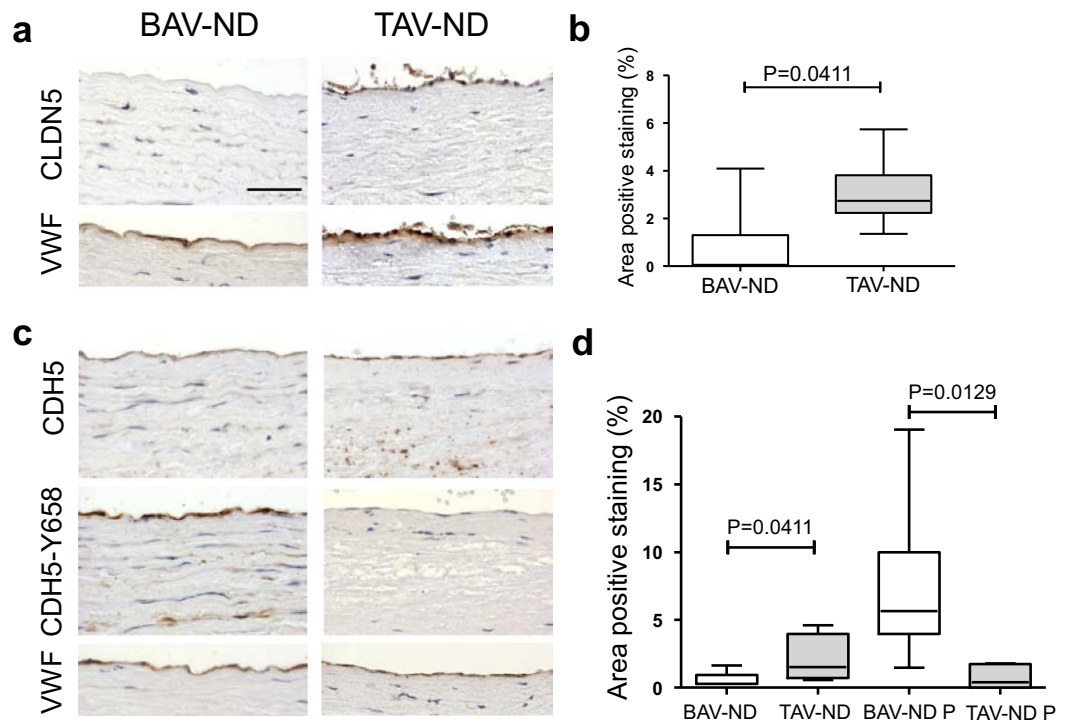 a
BAV-ND TAV-ND
CLDN5
VWF
b
Area positive staining (%)
8
6
4
2
0
P=0.0411
BAV-ND TAV-ND
c
CDH5
CDH5-Y658
VWF
d
Area positive staining (%)
20
15
10
5
0
P=0.0411
P=0.0129
BAV-ND TAV-ND BAV-ND P TAV-ND P